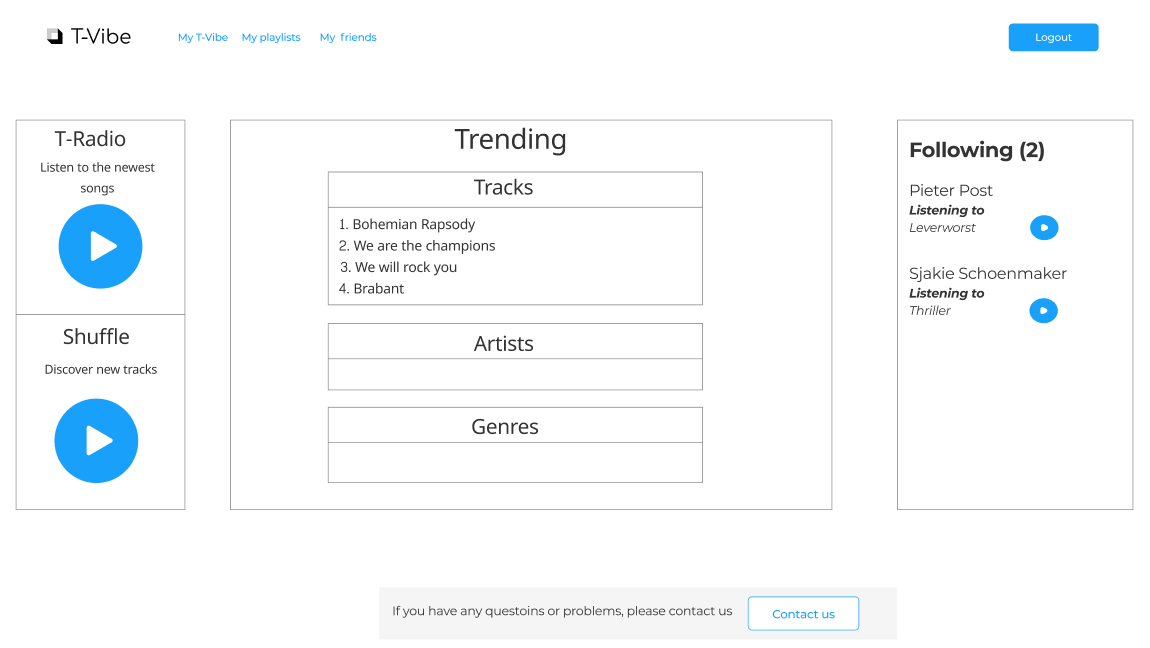 T-Vibe
My T-Vibe
My playlists
My friends
Logout
T-Radio
Listen to the newest
songs
Shuffle
Discover new tracks
Trending
Tracks
1. Bohemian Rapsody
2. We are the champions
3. We will rock you
4. Brabant
Artists
Genres
Following (2)
Pieter Post
Listening to
Leverworst
Sjakie Schoenmaker
Listening to
Thriller
If you have any questoins or problems, please contact us
Contact us